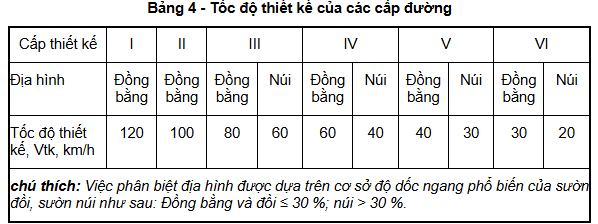 Bảng 4 - Tốc độ thiết kế của các cấp đường
Cấp thiết kế I II III IV V VI
Địa hình Đồng bằng Đồng bằng Đồng bằng Núi Đồng bằng Núi Đồng bằng Núi Đồng bằng Núi
Tốc độ thiết kế, Vtk, km/h 120 100 80 60 60 40 40 30 30 20
chú thích: Việc phân biệt địa hình được dựa trên cơ sở độ dốc ngang phổ biến của sườn
đồi, sườn núi như sau: Đồng bằng và đồi ≤ 30 %; núi > 30 %.